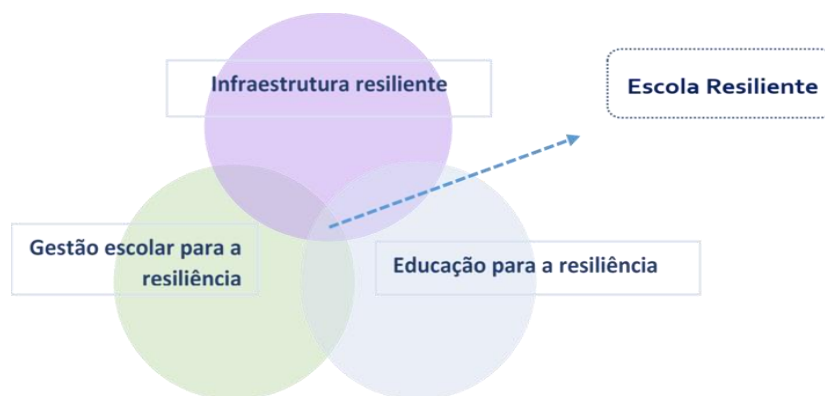 Infraestrutura resiliente
Escola Resiliente
Gestão escolar para a
resiliência
Educação para a resiliência